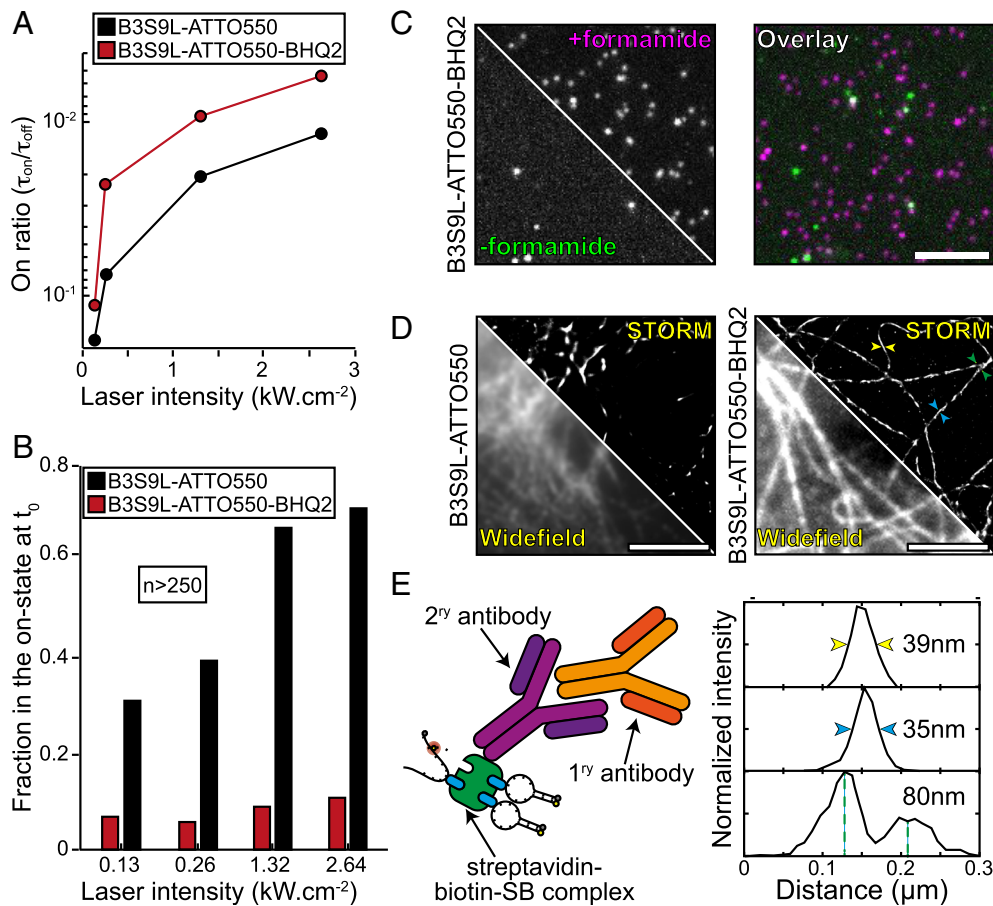 A
B3S9L-ATTO550
B3S9L-ATTO550-BHQ2
On ratio (τon/τoff)
10-2
10-1
0
1
2
3
Laser intensity (kW.cm-2)
B
B3S9L-ATTO550
B3S9L-ATTO550-BHQ2
n>250
Fraction in the on-state at t0
0.8
0.6
0.4
0.2
0
0.13
0.26
1.32
2.64
Laser intensity (kW.cm-2)
C
B3S9L-ATTO550-BHQ2
+formamide
-formamide
Overlay
D
B3S9L-ATTO550
STORM
Widefield
B3S9L-ATTO550-BHQ2
STORM
Widefield
E
2ry antibody
1ry antibody
streptavidin-
biotin-SB complex
Normalized intensity
39nm
35nm
80nm
0
0.1
0.2
0.3
Distance (μm)